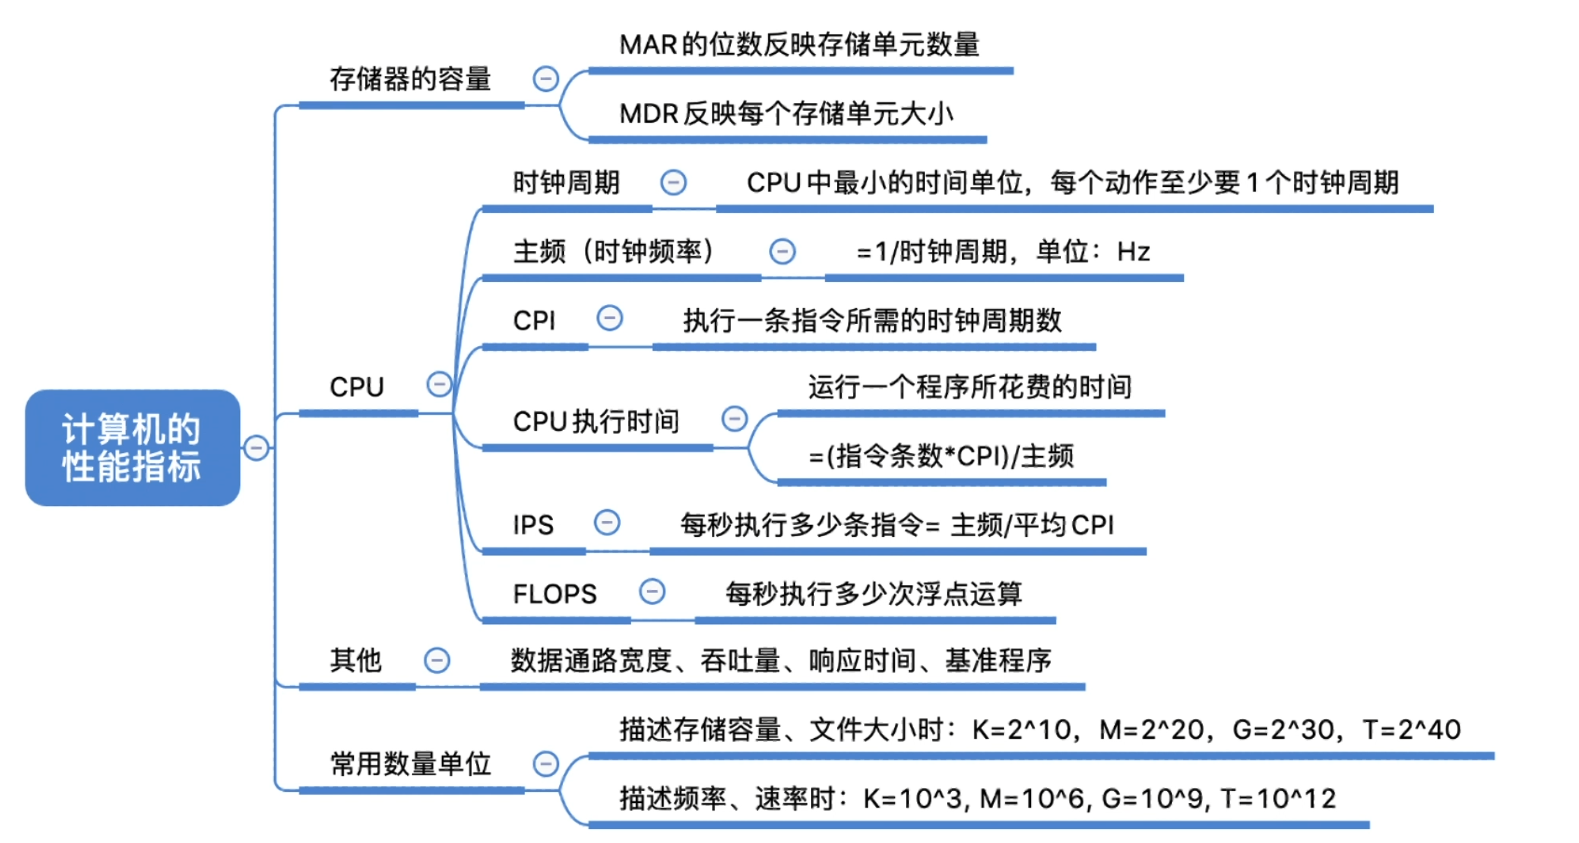 计算机的
性能指标
存储器的容量
MAR的位数反映存储单元数量
MDR反映每个存储单元大小
CPU
时钟周期
CPU中最小的时间单位，每个动作至少要1个时钟周期
主频（时钟频率）
=1/时钟周期，单位：Hz
CPI
执行一条指令所需的时钟周期数
CPU执行时间
运行一个程序所花费的时间
=(指令条数*CPI)/主频
IPS
每秒执行多少条指令= 主频/平均CPI
FLOPS
每秒执行多少次浮点运算
其他
数据通路宽度、吞吐量、响应时间、基准程序
常用数量单位
描述存储容量、文件大小时：K=2^10，M=2^20，G=2^30，T=2^40
描述频率、速率时：K=10^3, M=10^6, G=10^9, T=10^12